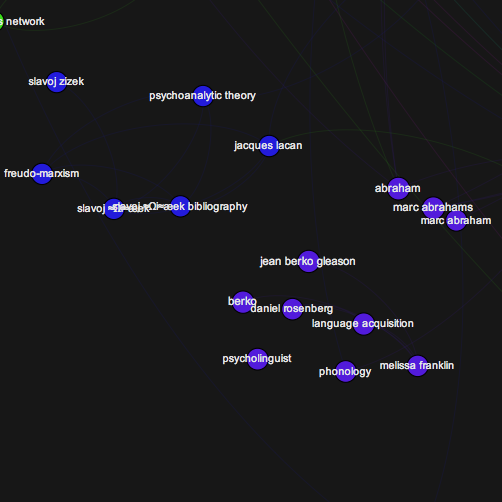 s network
slavoj zizek
psychoanalytic theory
jacques lacan
freudo-marxism
abraham
slavoj
bibliography
marc abrahams
marc abraham
jean berko gleason
berko
daniel rosenberg
language acquisition
psycholinguist
phonology
melissa franklin